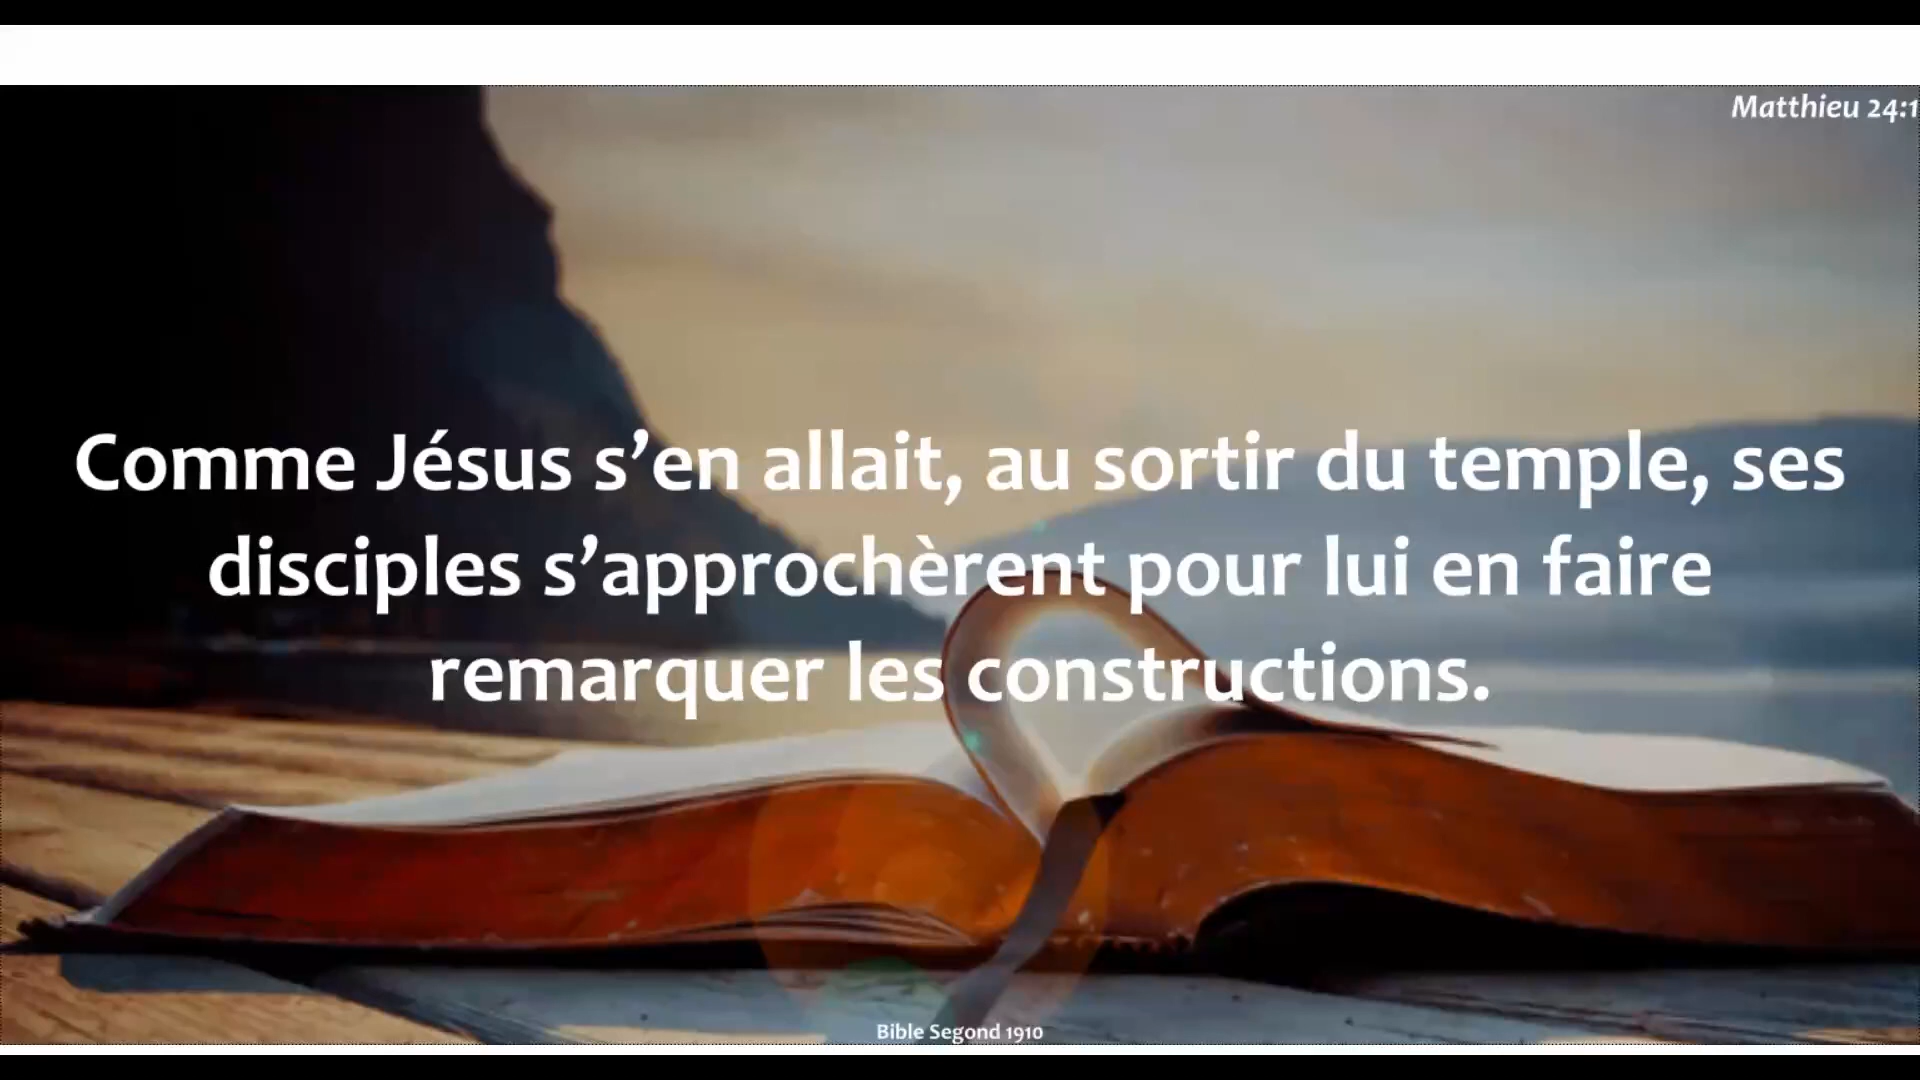 Matthieu 24:1
Comme Jésus s’en allait, au sortir du temple, ses
disciples s’approchèrent pour lui en faire
remarquer les constructions.
Bible Segond 1910